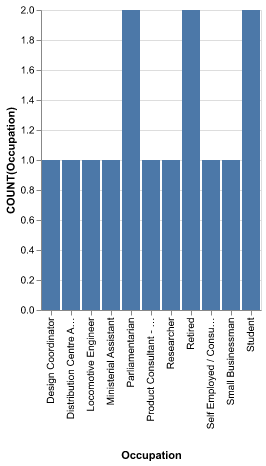 COUNT(Occupation)
2.0
1.8
1.6
1.4
1.2
1.0
0.8
0.6
0.4
0.2
0.0
Design Coordinator
Distribution Centre A…
Locomotive Engineer
Ministerial Assistant
Parliamentarian
Product Consultant - …
Researcher
Retired
Self Employed / Consu…
Small Businessman
Student
Occupation